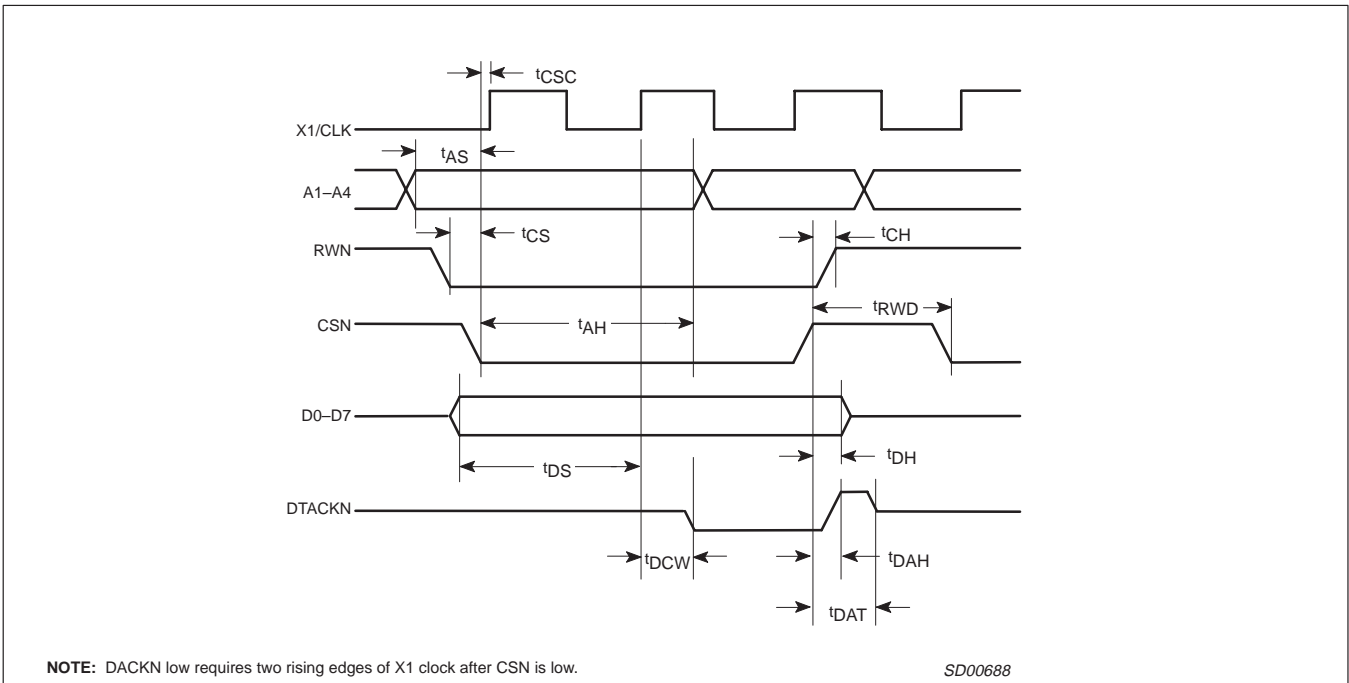 tCSC
X1/CLK
tAS
A1–A4
tCS
tCH
RWN
tRWD
CSN
tAH
D0–D7
tDS
tDH
DTACKN
tDCW
tDAH
tDAT
NOTE: DACKN low requires two rising edges of X1 clock after CSN is low.
SD00688